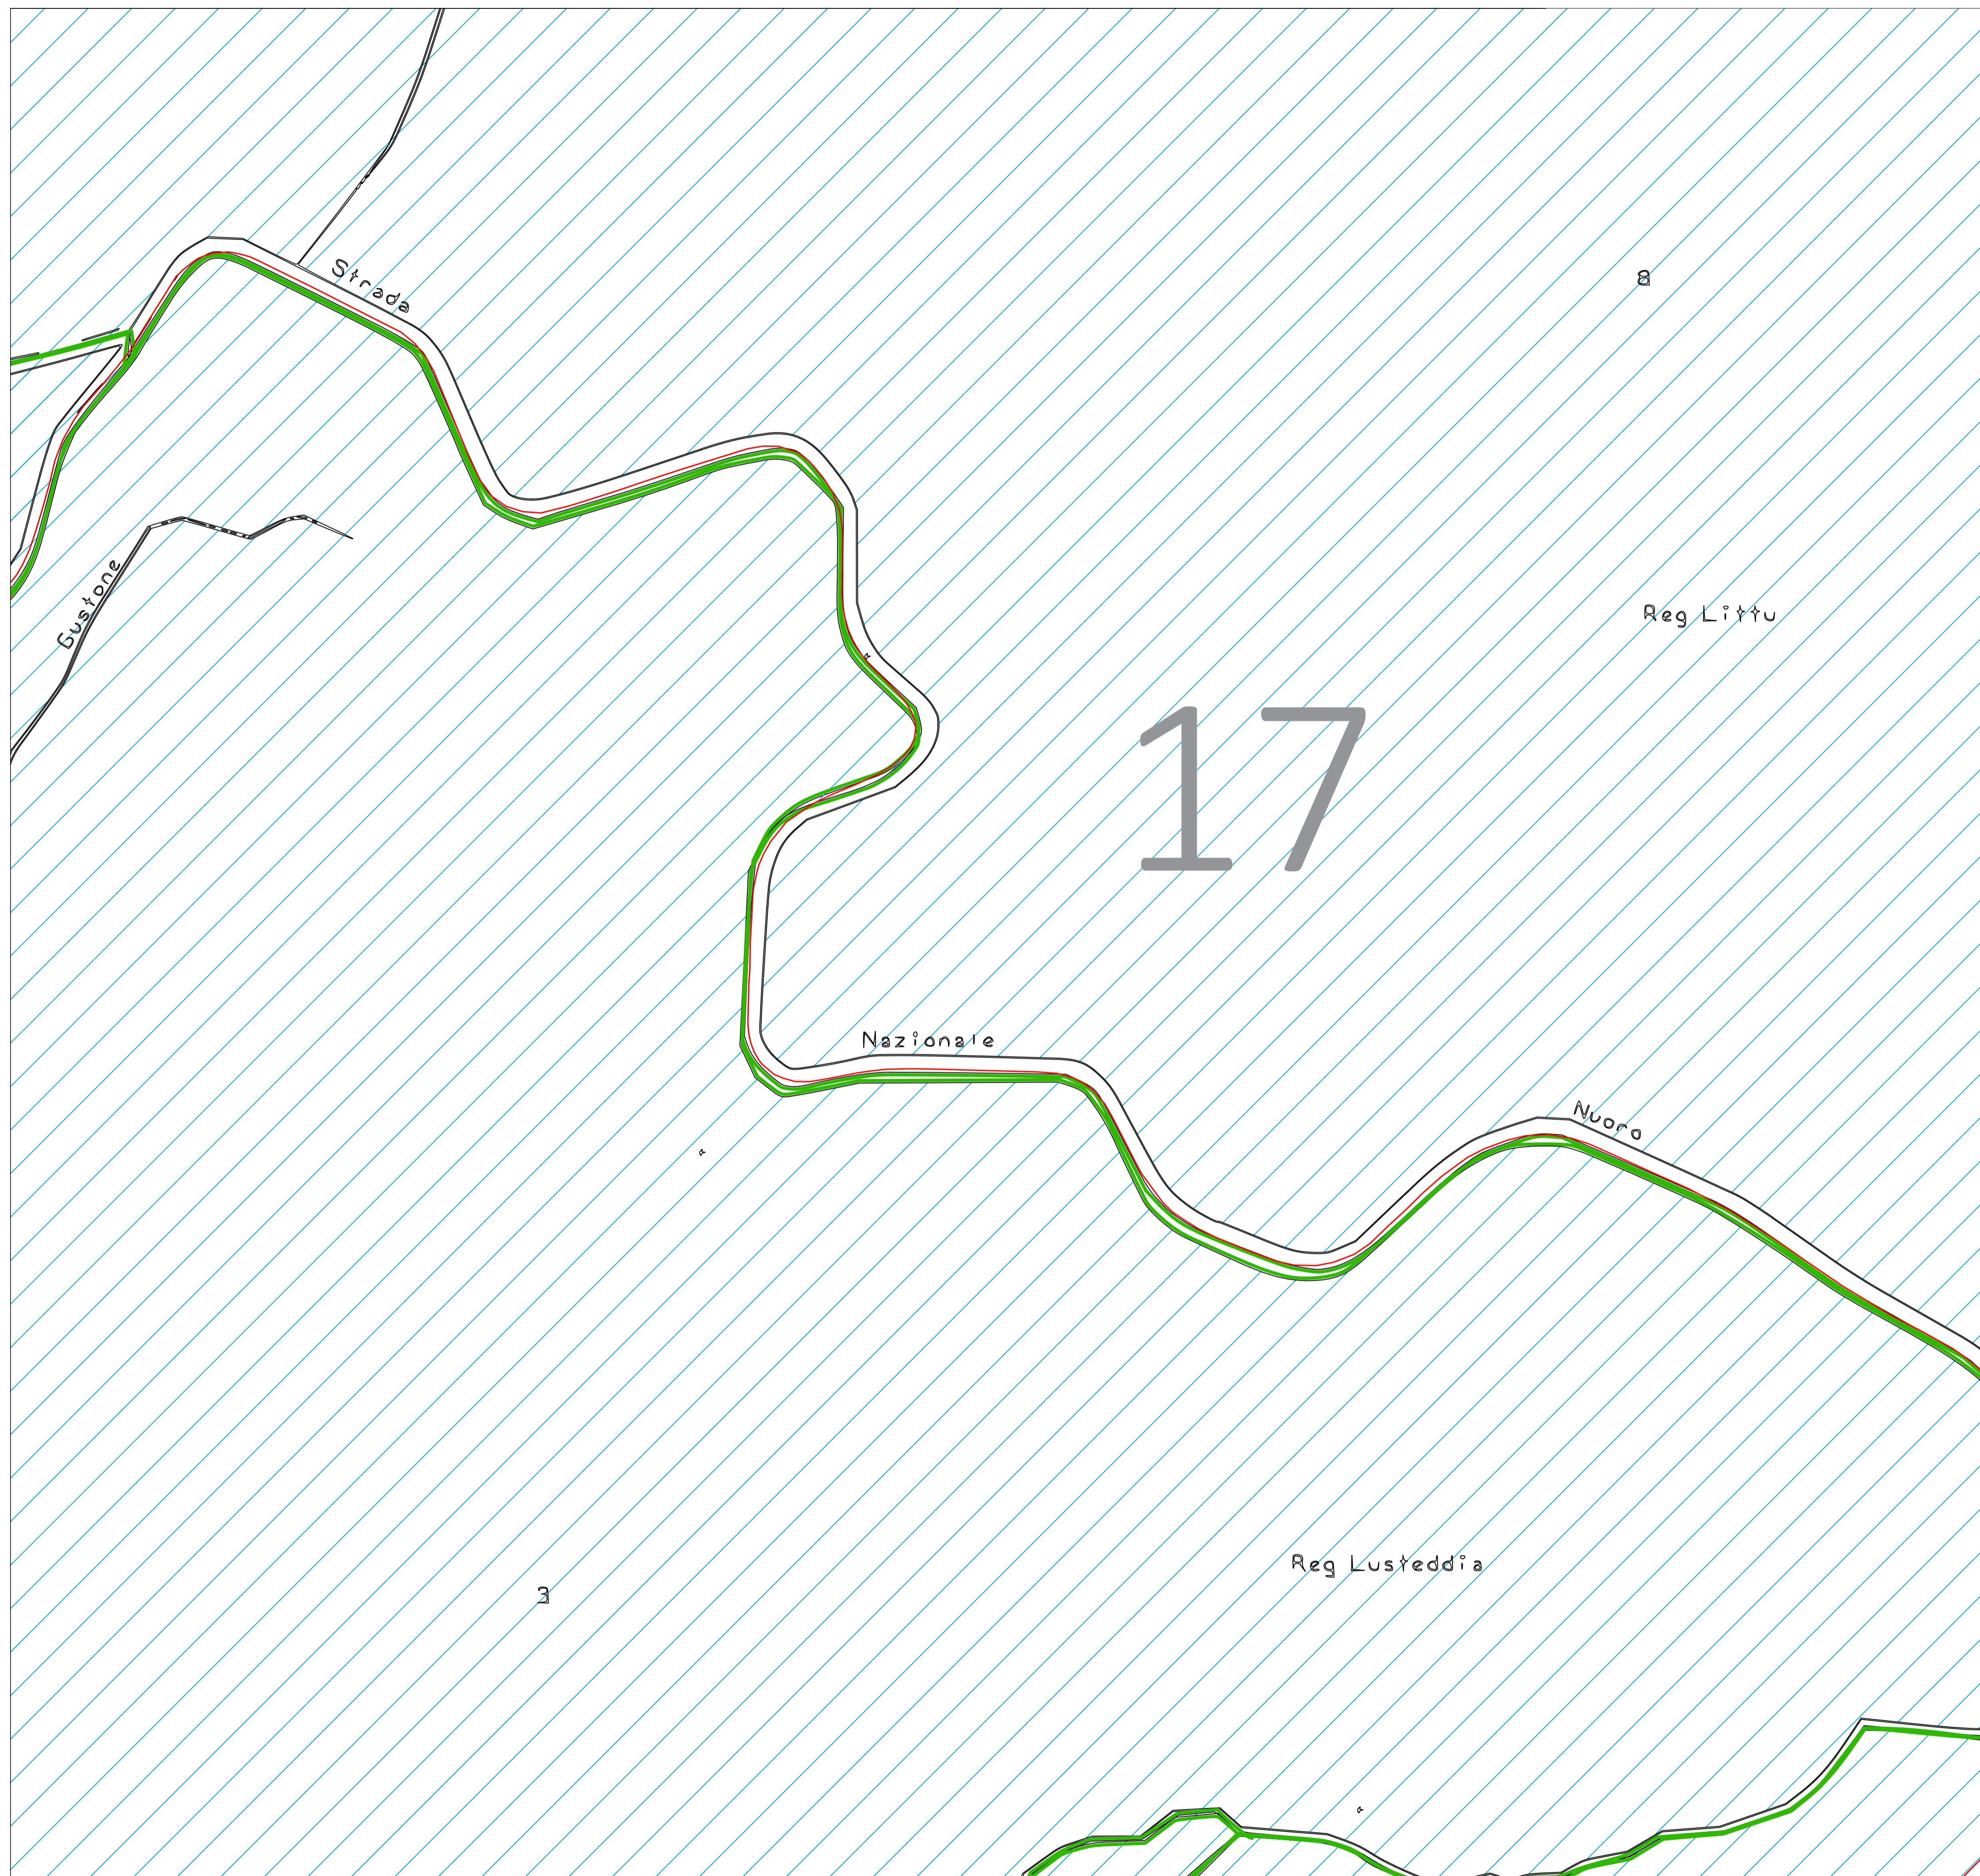 Strada
8
Gustone
Reg Littu
17
Nazionale
Nuoro
Reg Lusteddia
3